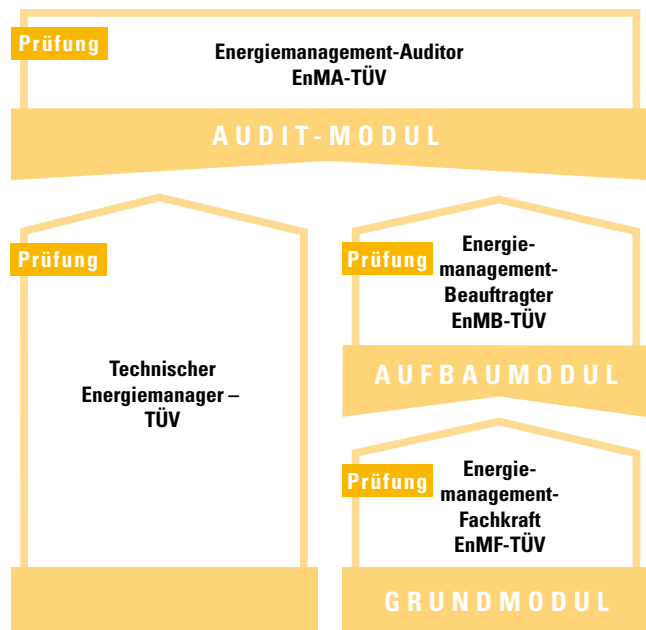 Prüfung
Energiemanagement-Auditor
EnMA-TÜV
AUDIT-MODUL
Prüfung
Technischer
Energiemanager –
TÜV
Prüfung
Energie-
management-
Beauftragter
EnMB-TÜV
AUFBAUMODUL
Prüfung
Energie-
management-
Fachkraft
EnMF-TÜV
GRUNDMODUL